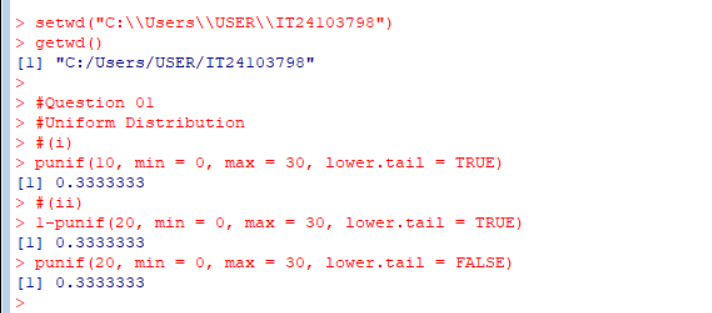 > setwd("C:\\Users\\USER\\IT24103798")
> getwd()
[1] "C:/Users/USER/IT24103798"
>
> #Question 01
> #Uniform Distribution
> #(i)
> punif(10, min = 0, max = 30, lower.tail = TRUE)
[1] 0.3333333
> #(ii)
> 1-punif(20, min = 0, max = 30, lower.tail = TRUE)
[1] 0.3333333
> punif(20, min = 0, max = 30, lower.tail = FALSE)
[1] 0.3333333
>